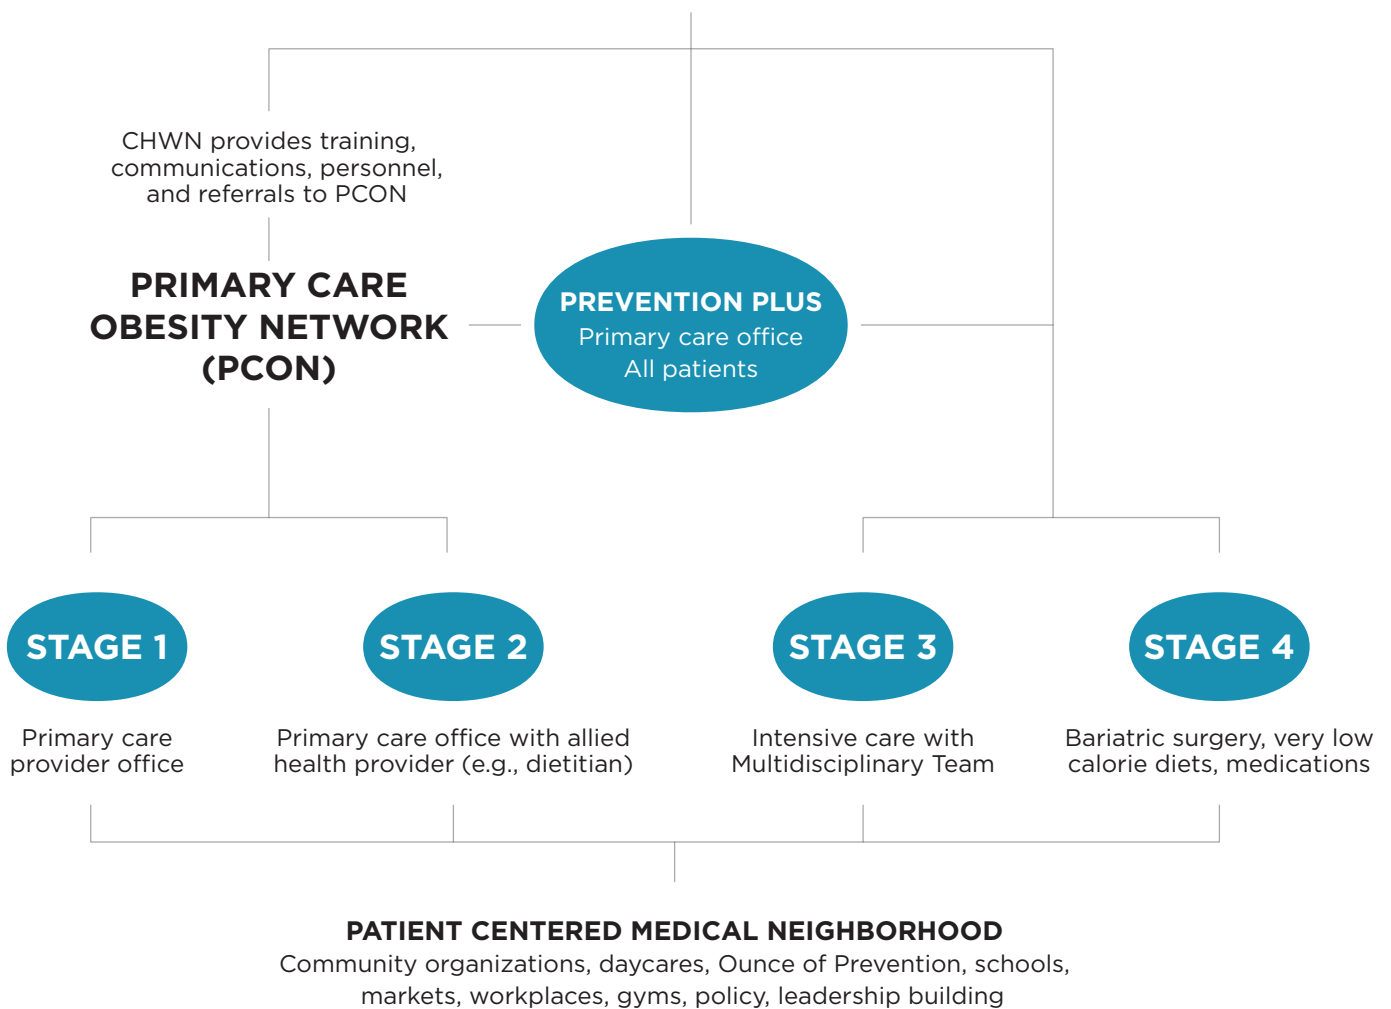 CHWN provides training,
communications, personnel,
and referrals to PCON
PRIMARY CARE
OBESITY NETWORK
(PCON)
PREVENTION PLUS
Primary care office
All patients
STAGE 1
Primary care
provider office
STAGE 2
Primary care office with allied
health provider (e.g., dietitian)
STAGE 3
Intensive care with
Multidisciplinary Team
STAGE 4
Bariatric surgery, very low
calorie diets, medications
PATIENT CENTERED MEDICAL NEIGHBORHOOD
Community organizations, daycares, Ounce of Prevention, schools,
markets, workplaces, gyms, policy, leadership building